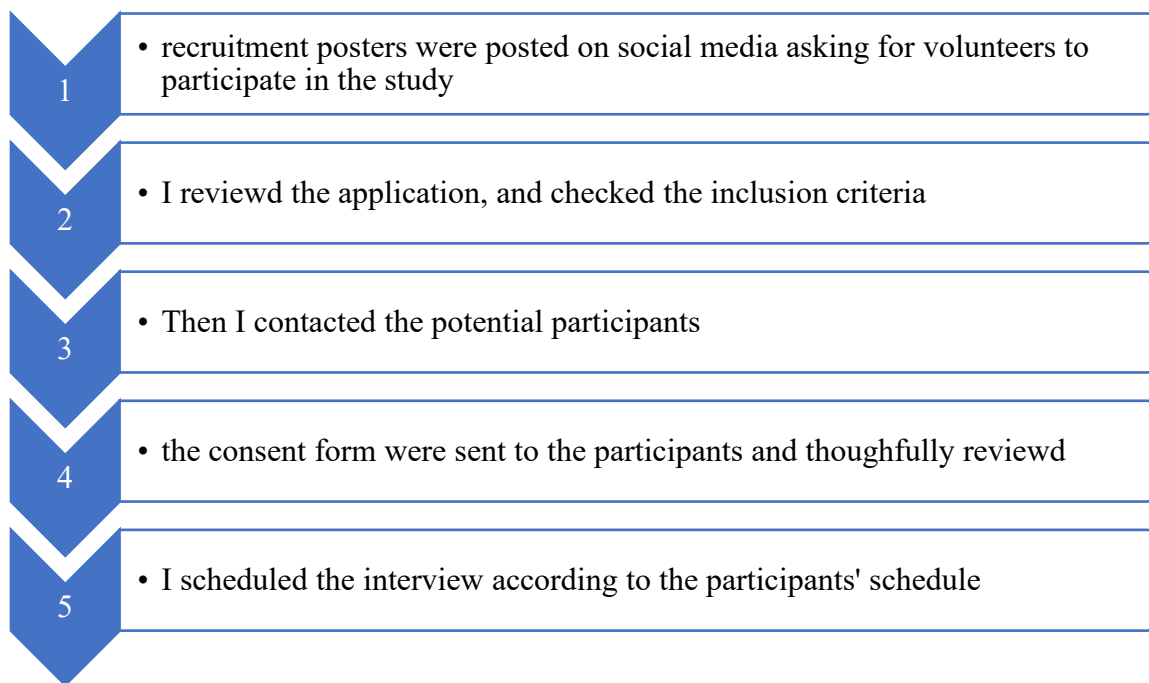 1
• recruitment posters were posted on social media asking for volunteers to
participate in the study
2
• I reviewd the application, and checked the inclusion criteria
3
• Then I contacted the potential participants
4
• the consent form were sent to the participants and thoughfully reviewd
5
• I scheduled the interview according to the participants' schedule